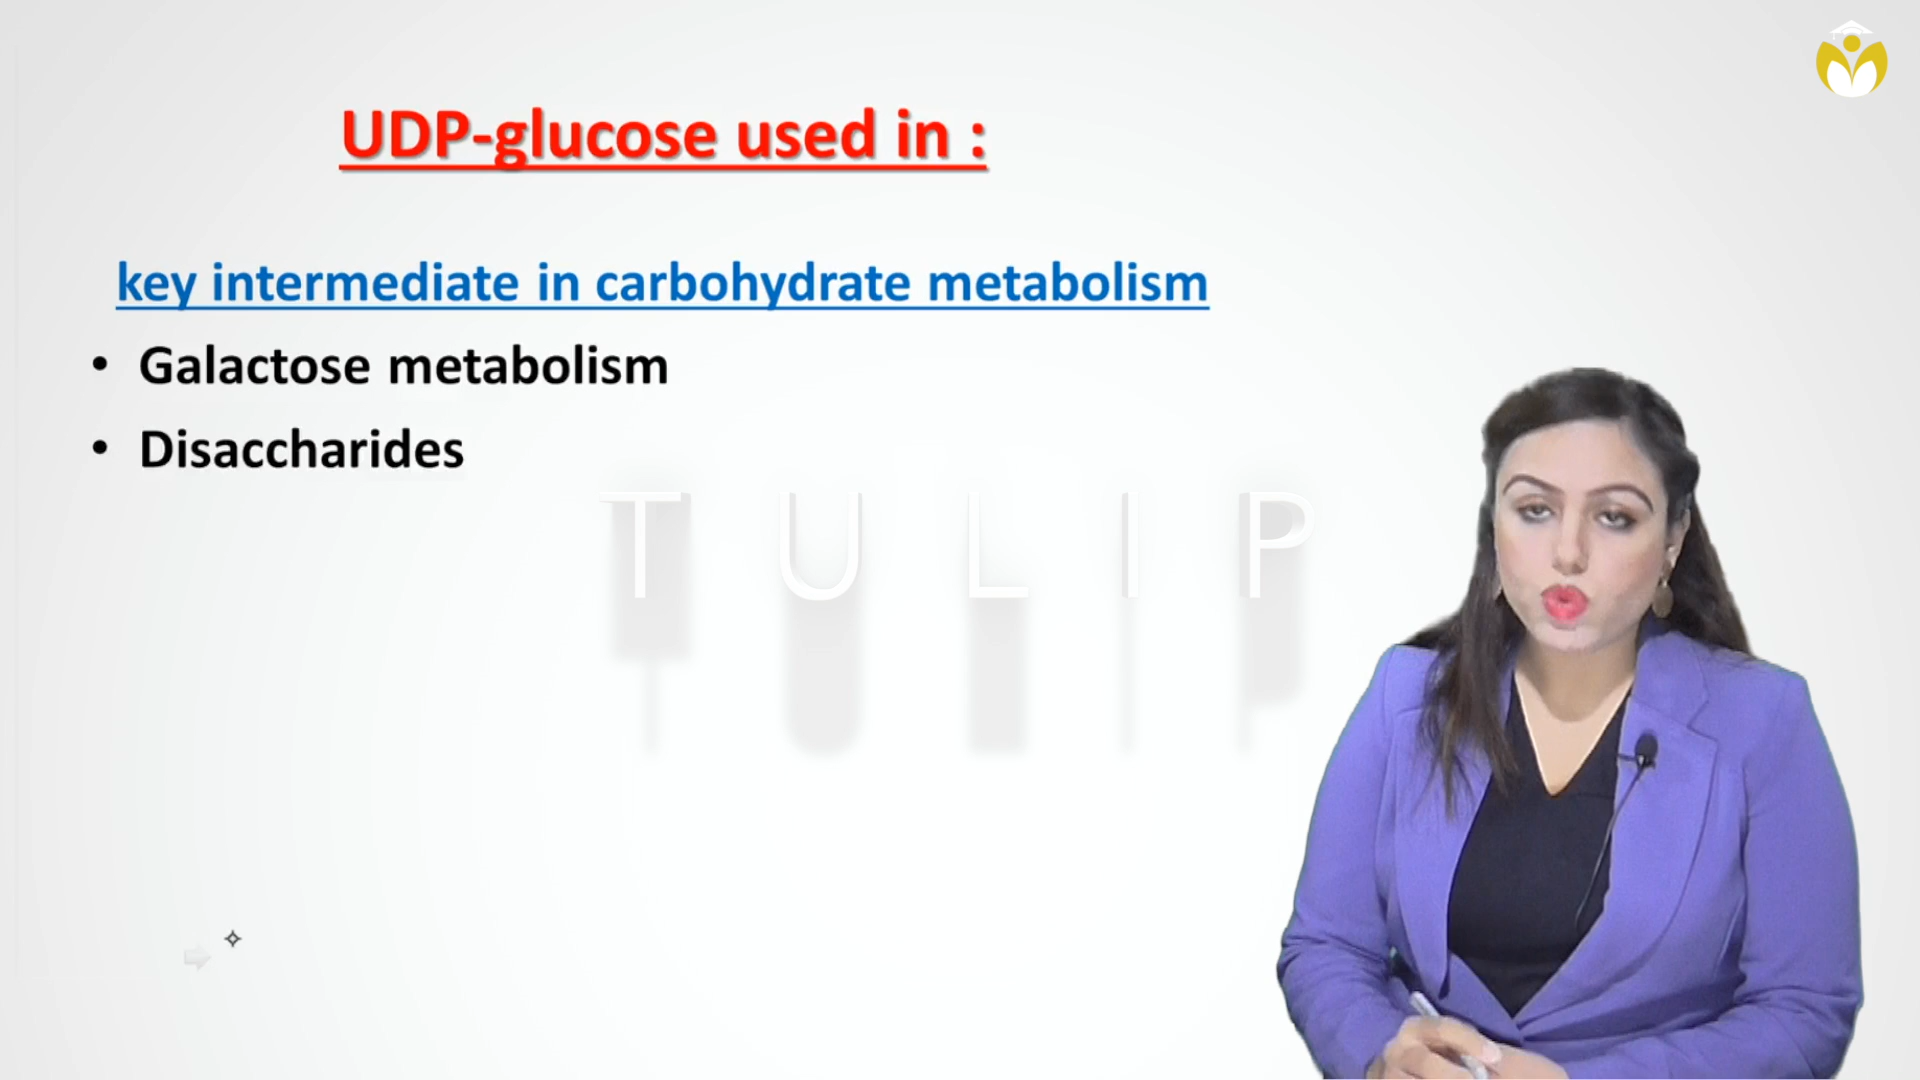 UDP-glucose used in :
key intermediate in carbohydrate metabolism
• Galactose metabolism
• Disaccharides
TULIP